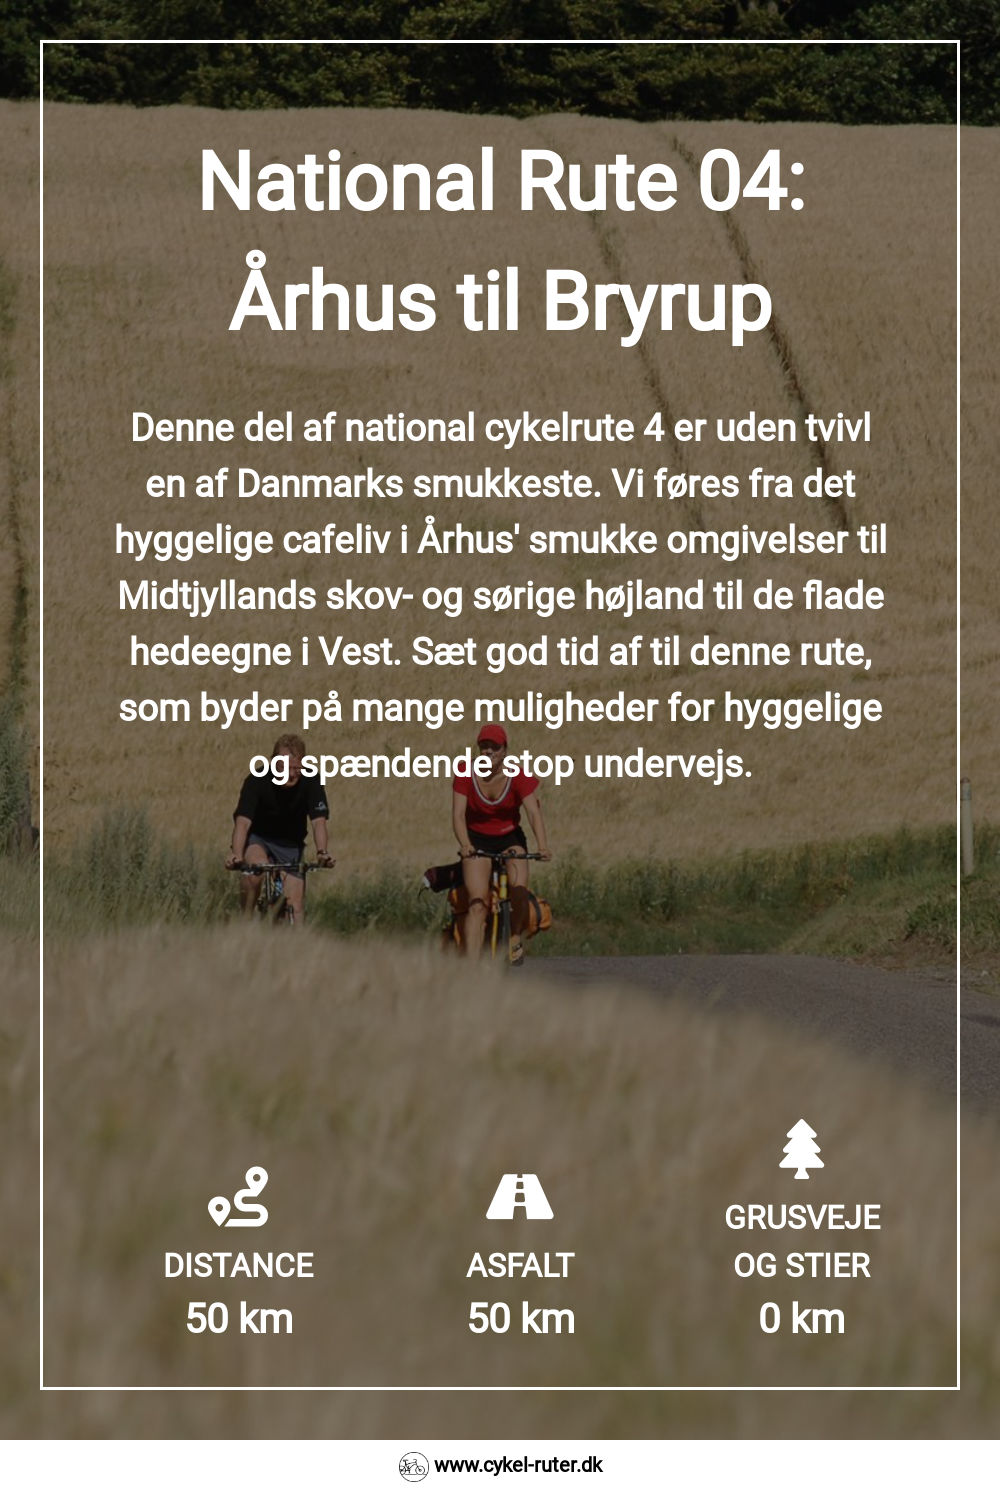 National Rute 04:
Århus til Bryrup
Denne del af national cykelrute 4 er uden tvivl
en af Danmarks smukkeste. Vi føres fra det
hyggelige cafeliv i Århus' smukke omgivelser til
Midtjyllands skov- og sørige højland til de flade
hedeegne i Vest. Sæt god tid af til denne rute,
som byder på mange muligheder for hyggelige
og spændende stop undervejs.
DISTANCE
50 km
ASFALT
50 km
GRUSVEJE
OG STIER
0 km
www.cykel-ruter.dk